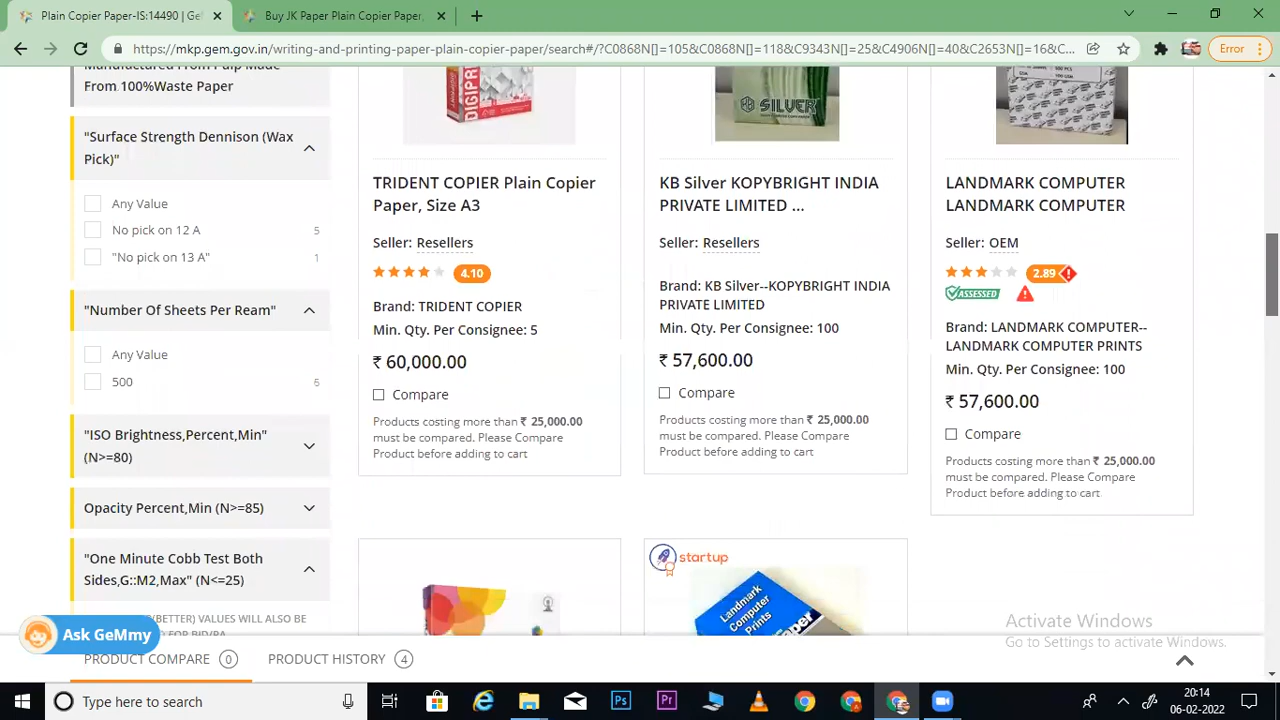 Plain Copier Paper-IS:14490 | Ge
Buy JK Paper Plain Copier Paper,
https://mkp.gem.gov.in/writing-and-printing-paper-plain-copier-paper/search#/?C0868N[]=105&C0868N[]=118&C9343N[]=25&C4906N[]=40&C2653N[]=16&C...
Error
Manufactured From Pulp Made
From 100%Waste Paper
"Surface Strength Dennison (Wax
Pick)"
Any Value
No pick on 12 A 5
"No pick on 13 A" 1
"Number Of Sheets Per Ream"
Any Value
500 6
"ISO Brightness,Percent,Min"
(N>=80)
Opacity Percent,Min (N>=85)
"One Minute Cobb Test Both
Sides,G::M2,Max" (N<=25)
(BETTER) VALUES WILL ALSO BE
FOR BID/RA
DIGIPRI
TRIDENT COPIER Plain Copier
Paper, Size A3
Seller: Resellers
4.10
Brand: TRIDENT COPIER
Min. Qty. Per Consignee: 5
₹ 60,000.00
Compare
Products costing more than ₹ 25,000.00
must be compared. Please Compare
Product before adding to cart
SILVER
KB Silver KOPYBRIGHT INDIA
PRIVATE LIMITED ...
Seller: Resellers
Brand: KB Silver--KOPYBRIGHT INDIA
PRIVATE LIMITED
Min. Qty. Per Consignee: 100
₹ 57,600.00
Compare
Products costing more than ₹ 25,000.00
must be compared. Please Compare
Product before adding to cart
LANDMARK COMPUTER
LANDMARK COMPUTER
Seller: OEM
2.89
ASSESSED
Brand: LANDMARK COMPUTER--
LANDMARK COMPUTER PRINTS
Min. Qty. Per Consignee: 100
₹ 57,600.00
Compare
Products costing more than ₹ 25,000.00
must be compared. Please Compare
Product before adding to cart
startup
Landmark
Computer
Prints
Activate Windows
Go to Settings to activate Windows.
Ask GeMmy
PRODUCT COMPARE 0
PRODUCT HISTORY 4
Type here to search
20:14
06-02-2022